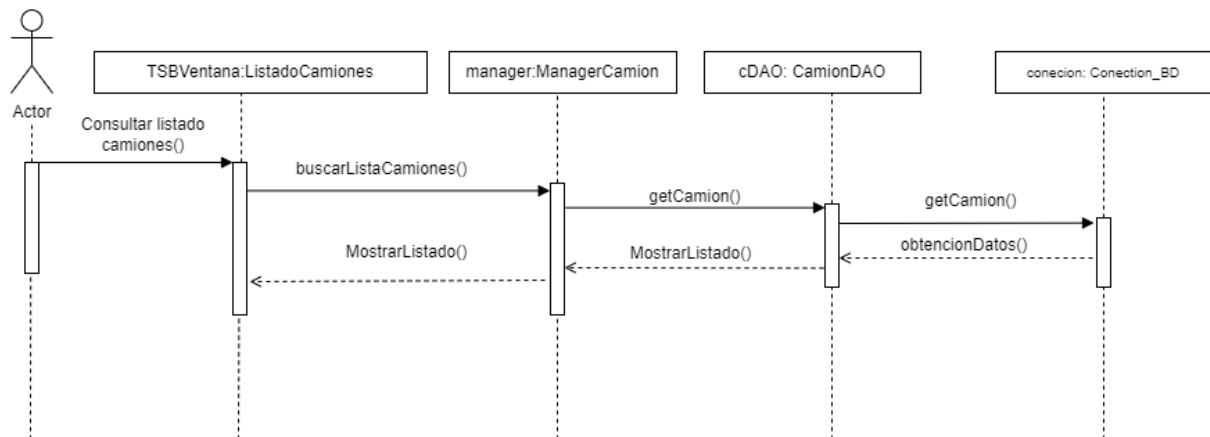 TSBVentana:ListadoCamiones
manager:ManagerCamion
cDAO: CamionDAO
conecion: Conection_BD
Actor
Consultar listado
camiones()
buscarListaCamiones()
getCamion()
getCamion()
obtencionDatos()
MostrarListado()
MostrarListado()